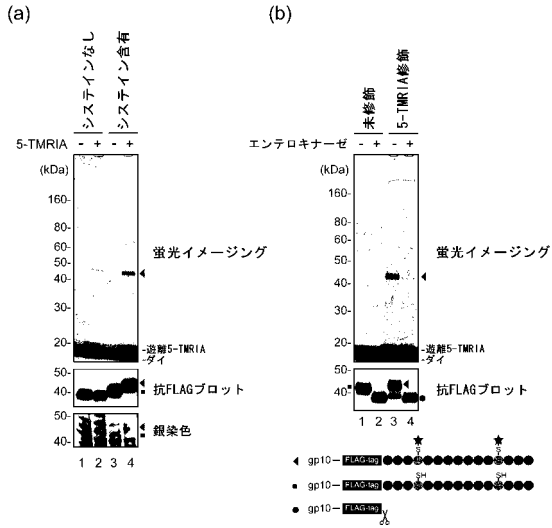 (a)
システインなし
システイン含有
5-TMRIA - + - +
(kDa)
160-
80-
60-
50-
40-
30-
20-
蛍光イメージング
-遊離5-TMRIA
-ダイ
50-
40-
抗FLAGブロット
50-
40-
銀染色
1 2 3 4
(b)
未修飾
5-TMRIA修飾
エンテロキナーゼ - + - +
(kDa)
160-
80-
60-
50-
40-
30-
20-
蛍光イメージング
-遊離5-TMRIA
-ダイ
50-
40-
抗FLAGブロット
1 2 3 4
S S
gp10 FLAG-tag
SH SH
gp10 FLAG-tag
gp10 FLAG-tag